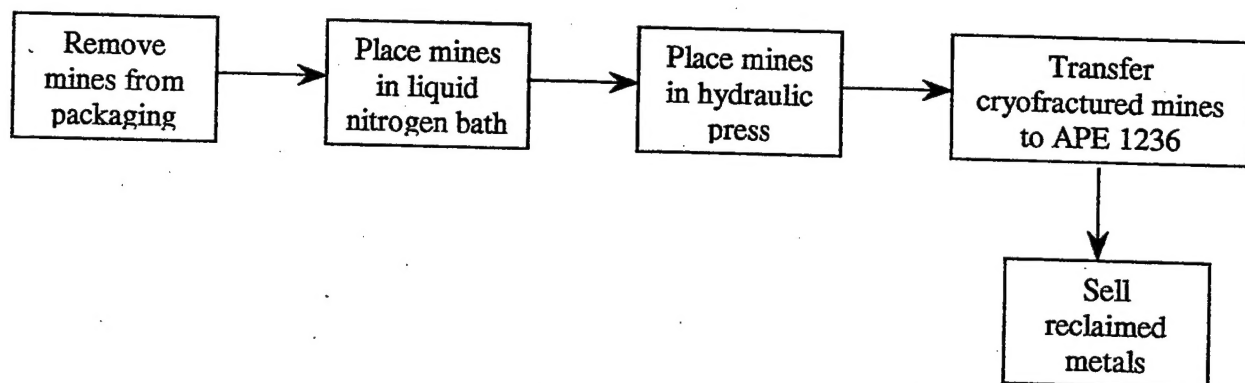 Remove
mines from
packaging
Place mines
in liquid
nitrogen bath
Place mines
in hydraulic
press
Transfer
cryofractured mines
to APE 1236
Sell
reclaimed
metals